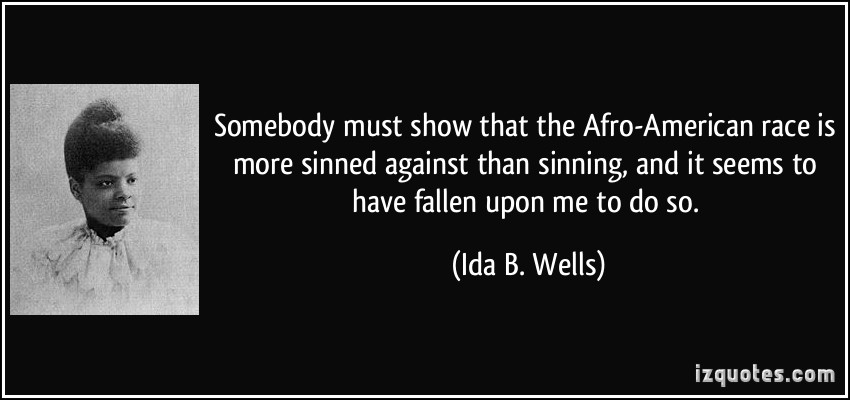 Somebody must show that the Afro-American race is
more sinned against than sinning, and it seems to
have fallen upon me to do so.
(Ida B. Wells)
izquotes.com